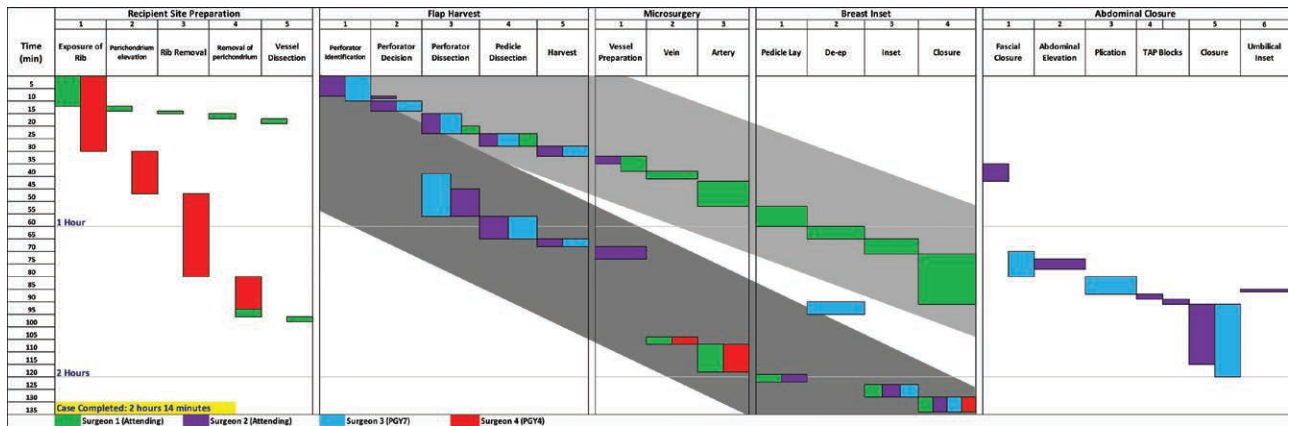 Recipient Site Preparation
Flap Harvest
Microsurgery
Breast Inset
Abdominal Closure
1 2 3 4 5
1 2 3 4 5
1 2 3
1 2 3 4
1 2 3 4 5 6
Time (min)
Exposure of Rib
Perichondrium elevation
Rib Removal
Removal of perichondrium
Vessel Dissection
Perforator Identification
Perforator Decision
Perforator Dissection
Pedicle Dissection
Harvest
Vessel Preparation
Vein
Artery
Pedicle Lay
De-ep
Inset
Closure
Fascial Closure
Abdominal Elevation
Plication
TAP Blocks
Closure
Umbilical Inset
5
10
15
20
25
30
35
40
45
50
55
60
1 Hour
65
70
75
80
85
90
95
100
105
110
115
120
2 Hours
125
130
135
Case Completed: 2 hours 14 minutes
Surgeon 1 (Attending)
Surgeon 2 (Attending)
Surgeon 3 (PGY7)
Surgeon 4 (PGY4)